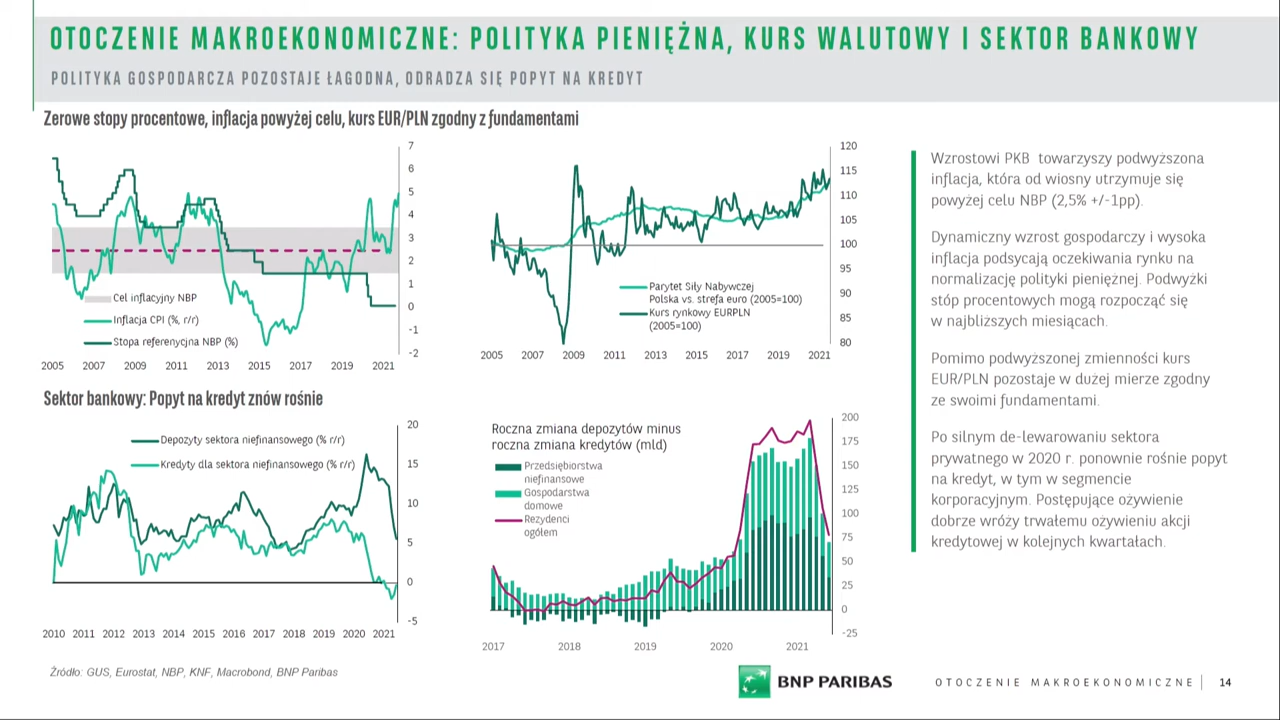 OTOCZENIE MAKROEKONOMICZNE: POLITYKA PIENIĘŻNA, KURS WALUTOWY I SEKTOR BANKOWY
POLITYKA GOSPODARCZA POZOSTAJE ŁAGODNA, ODRADZA SIĘ POPYT NA KREDYT
Zerowe stopy procentowe, inflacja powyżej celu, kurs EUR/PLN zgodny z fundamentami
7
6
5
4
3
2
1
0
-1
-2
Cel inflacyjny NBP
Inflacja CPI (%, r/r)
Stopa referencyjna NBP (%)
2005 2007 2009 2011 2013 2015 2017 2019 2021
120
115
110
105
100
95
90
85
80
Parytet Siły Nabywczej
Polska vs. strefa euro (2005=100)
Kurs rynkowy EURPLN
(2005=100)
2005 2007 2009 2011 2013 2015 2017 2019 2021
Sektor bankowy: Popyt na kredyt znów rośnie
20
15
10
5
0
-5
Depozyty sektora niefinansowego (% r/r)
Kredyty dla sektora niefinansowego (% r/r)
2010 2011 2012 2013 2014 2015 2016 2017 2018 2019 2020 2021
Roczna zmiana depozytów minus
roczna zmiana kredytów (mld)
Przedsiębiorstwa
niefinansowe
Gospodarstwa
domowe
Rezydenci
ogółem
200
175
150
125
100
75
50
25
0
-25
2017 2018 2019 2020 2021
Wzrostowi PKB towarzyszy podwyższona
inflacja, która od wiosny utrzymuje się
powyżej celu NBP (2,5% +/-1pp).
Dynamiczny wzrost gospodarczy i wysoka
inflacja podsycają oczekiwania rynku na
normalizację polityki pieniężnej. Podwyżki
stóp procentowych mogą rozpocząć się
w najbliższych miesiącach.
Pomimo podwyższonej zmienności kurs
EUR/PLN pozostaje w dużej mierze zgodny
ze swoimi fundamentami.
Po silnym de-lewarowaniu sektora
prywatnego w 2020 r. ponownie rośnie popyt
na kredyt, w tym w segmencie
korporacyjnym. Postępujące ożywienie
dobrze wróży trwałemu ożywieniu akcji
kredytowej w kolejnych kwartałach.
Źródło: GUS, Eurostat, NBP, KNF, Macrobond, BNP Paribas
BNP PARIBAS
OTOCZENIE MAKROEKONOMICZNE | 14